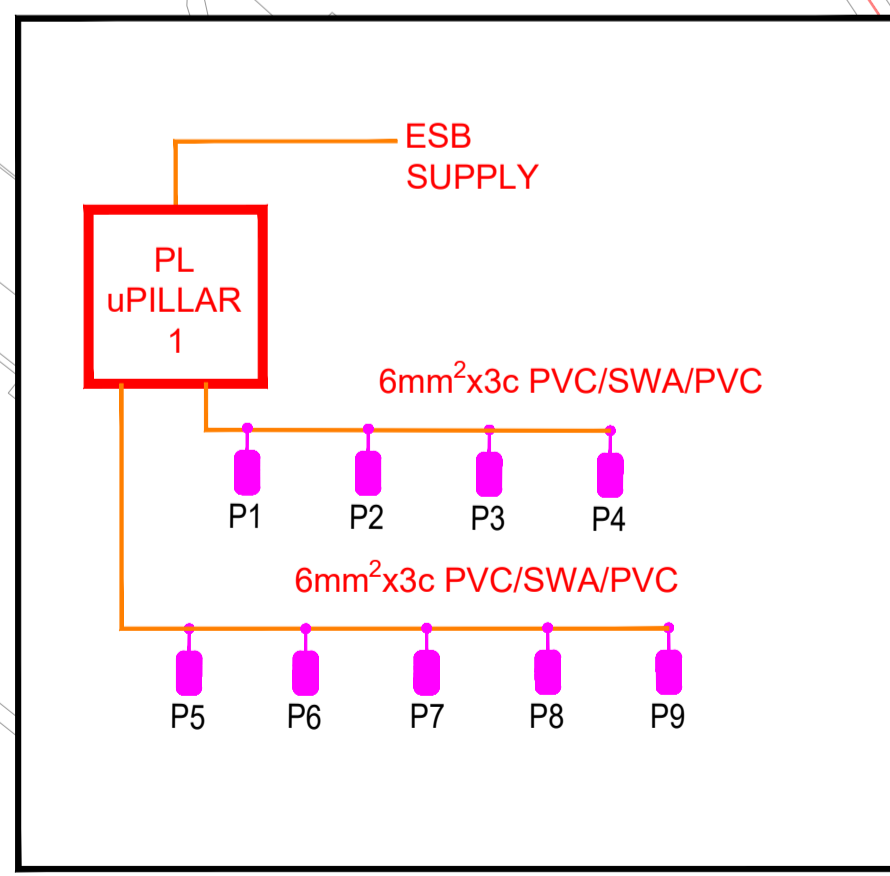 ESB
SUPPLY
PL
uPILLAR
1
6mm²x3c PVC/SWA/PVC
P1
P2
P3
P4
6mm²x3c PVC/SWA/PVC
P5
P6
P7
P8
P9